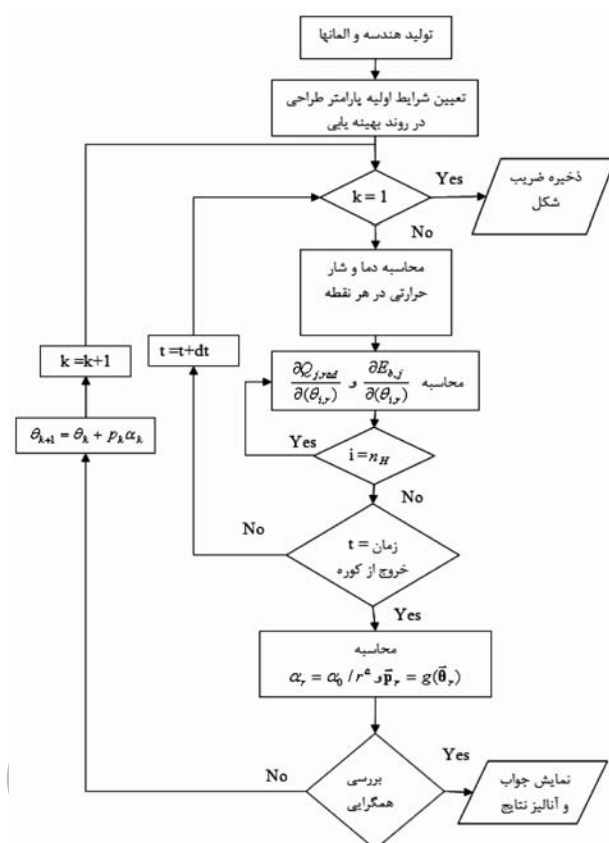 تولید هندسه و المانها
تعیین شرایط اولیه پارامتر طراحی
در روند بهینه یابی
k = 1
Yes
ذخیره ضریب
شکل
No
محاسبه دما و شار
حرارتی در هر نقطه
t =t+dt
k =k+1
محاسبه ∂E_{b,j}/∂(θ_{i,r}) و ∂Q_{j,rad}/∂(θ_{i,r})
θ_{k+1} = θ_k + p_k α_k
Yes
i = n_H
No
No
زمان = t
خروج از کوره
Yes
محاسبه
α_r = α_0 / r^a و p⃗_r = g(θ⃗_r)
No
بررسی
همگرایی
Yes
نمایش جواب
و آنالیز نتایج